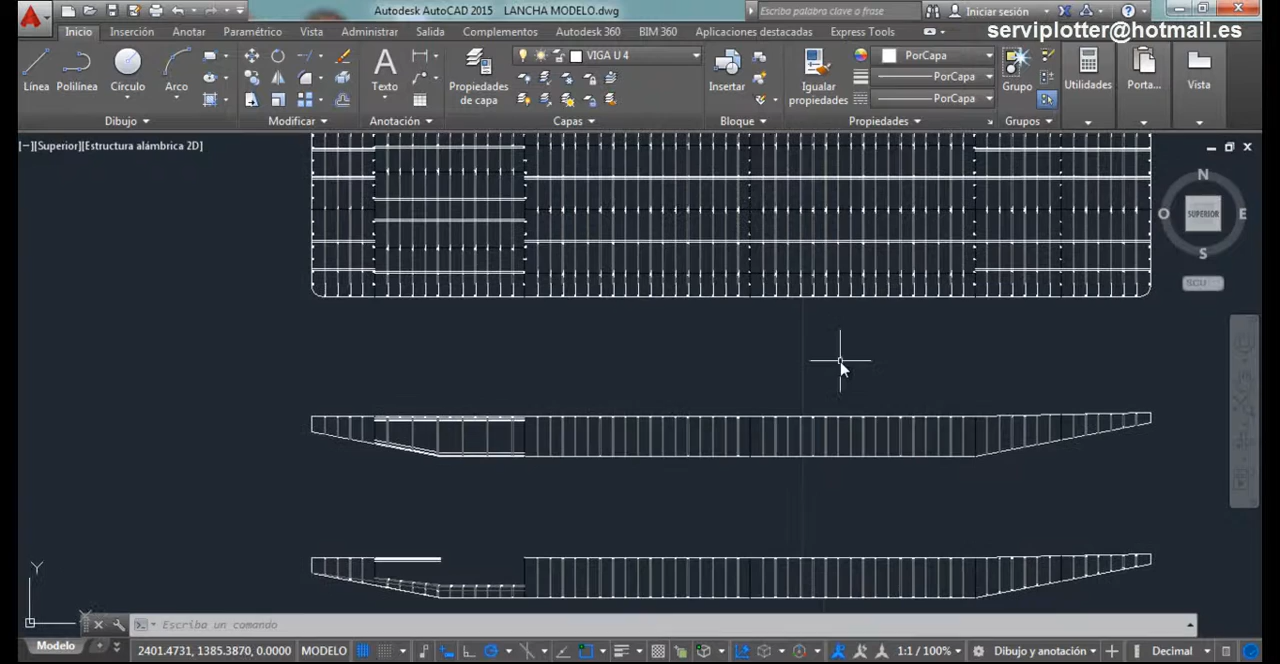 Autodesk AutoCAD 2015 LANCHA MODELO.dwg
Escriba palabra clave o frase
Iniciar sesión
serviplotter@hotmail.es
Inicio Inserción Anotar Paramétrico Vista Administrar Salida Complementos Autodesk 360 BIM 360 Aplicaciones destacadas Express Tools
VIGA U 4
PorCapa
PorCapa
PorCapa
Línea Polilínea Círculo Arco
Texto
Propiedades de capa
Insertar
Igualar propiedades
Grupo
Utilidades
Porta...
Vista
Dibujo Modificar Anotación Capas Bloque Propiedades Grupos
[−][Superior][Estructura alámbrica 2D]
N
O SUPERIOR E
S
SCU
Y
X
Escriba un comando
Modelo
2401.4731, 1385.3870, 0.0000 MODELO 1:1 / 100% Dibujo y anotación Decimal